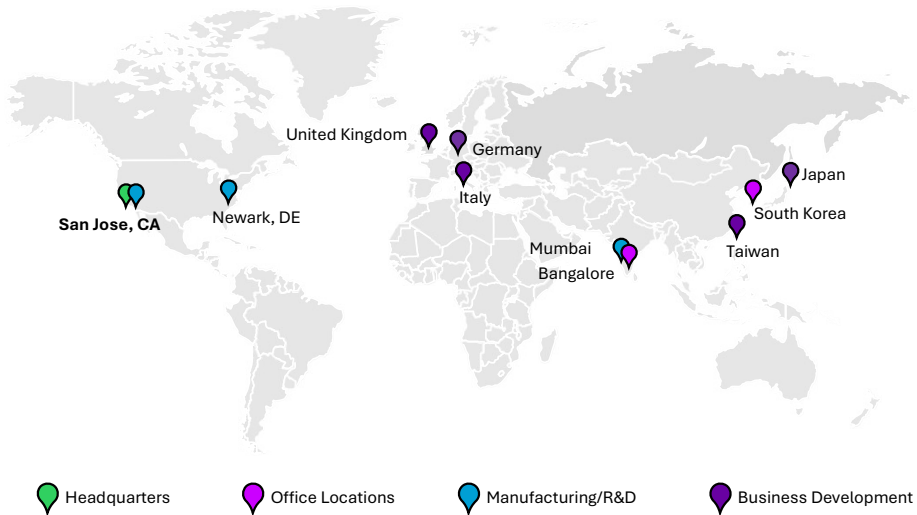 United Kingdom
Germany
Italy
Japan
South Korea
Taiwan
San Jose, CA
Newark, DE
Mumbai
Bangalore
Headquarters
Office Locations
Manufacturing/R&D
Business Development